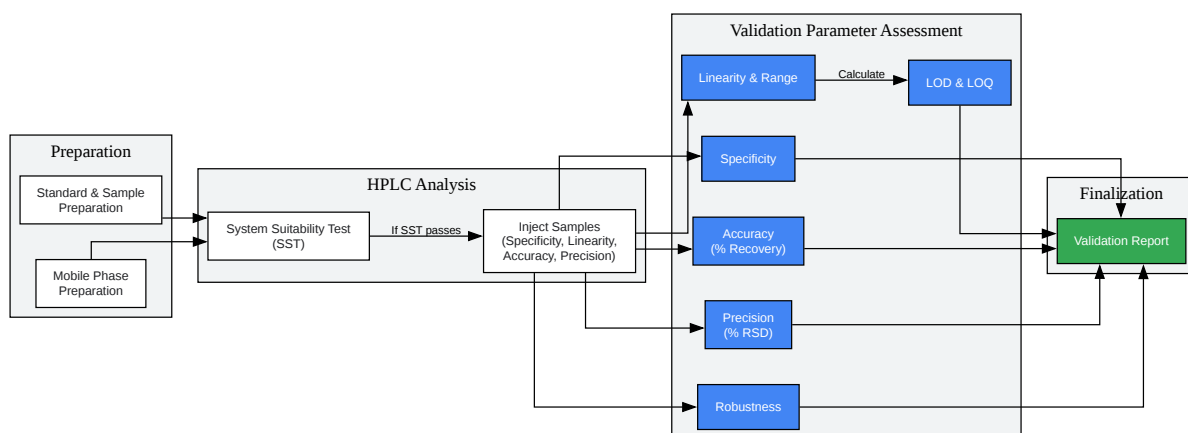 Preparation
Standard & Sample
Preparation
Mobile Phase
Preparation
HPLC Analysis
System Suitability Test
(SST)
If SST passes
Inject Samples
(Specificity, Linearity,
Accuracy, Precision)
Validation Parameter Assessment
Linearity & Range
Calculate
LOD & LOQ
Specificity
Accuracy
(% Recovery)
Precision
(% RSD)
Robustness
Finalization
Validation Report